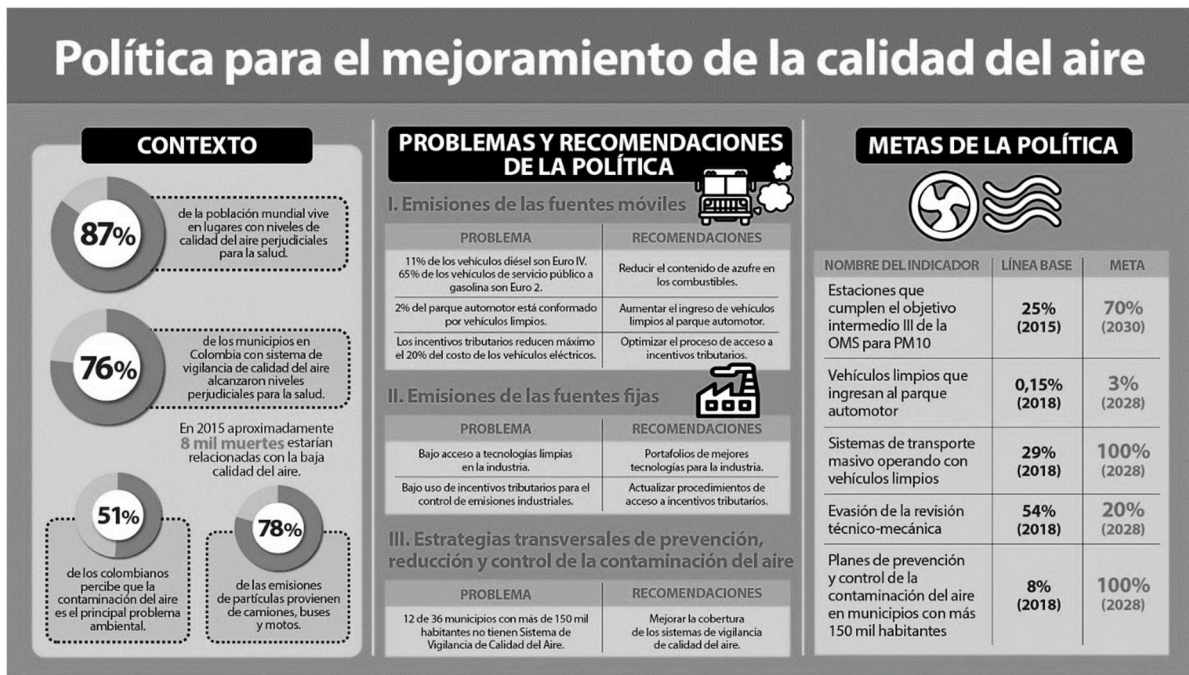 Política para el mejoramiento de la calidad del aire
CONTEXTO
87%
de la población mundial vive
en lugares con niveles de
calidad del aire perjudiciales
para la salud.
76%
de los municipios en
Colombia con sistema de
vigilancia de calidad del aire
alcanzaron niveles
perjudiciales para la salud.
En 2015 aproximadamente
8 mil muertes estarían
relacionadas con la baja
calidad del aire.
51%
de los colombianos
percibe que la
contaminación del aire
es el principal problema
ambiental.
78%
de las emisiones
de partículas provienen
de camiones, buses
y motos.
PROBLEMAS Y RECOMENDACIONES
DE LA POLÍTICA
I. Emisiones de las fuentes móviles
PROBLEMA
RECOMENDACIONES
11% de los vehículos diésel son Euro IV.
65% de los vehículos de servicio público a
gasolina son Euro 2.
Reducir el contenido de azufre en
los combustibles.
2% del parque automotor está conformado
por vehículos limpios.
Aumentar el ingreso de vehículos
limpios al parque automotor.
Los incentivos tributarios reducen máximo
el 20% del costo de los vehículos eléctricos.
Optimizar el proceso de acceso a
incentivos tributarios.
II. Emisiones de las fuentes fijas
PROBLEMA
RECOMENDACIONES
Bajo acceso a tecnologías limpias
en la industria.
Portafolios de mejores
tecnologías para la industria.
Bajo uso de incentivos tributarios para el
control de emisiones industriales.
Actualizar procedimientos de
acceso a incentivos tributarios.
III. Estrategias transversales de prevención,
reducción y control de la contaminación del aire
PROBLEMA
RECOMENDACIONES
12 de 36 municipios con más de 150 mil
habitantes no tienen Sistema de
Vigilancia de Calidad del Aire.
Mejorar la cobertura
de los sistemas de vigilancia
de calidad del aire.
METAS DE LA POLÍTICA
NOMBRE DEL INDICADOR
LÍNEA BASE
META
Estaciones que
cumplen el objetivo
intermedio III de la
OMS para PM10
25%
(2015)
70%
(2030)
Vehículos limpios que
ingresan al parque
automotor
0,15%
(2018)
3%
(2028)
Sistemas de transporte
masivo operando con
vehículos limpios
29%
(2018)
100%
(2028)
Evasión de la revisión
técnico-mecánica
54%
(2018)
20%
(2028)
Planes de prevención
y control de la
contaminación del aire
en municipios con más
150 mil habitantes
8%
(2018)
100%
(2028)